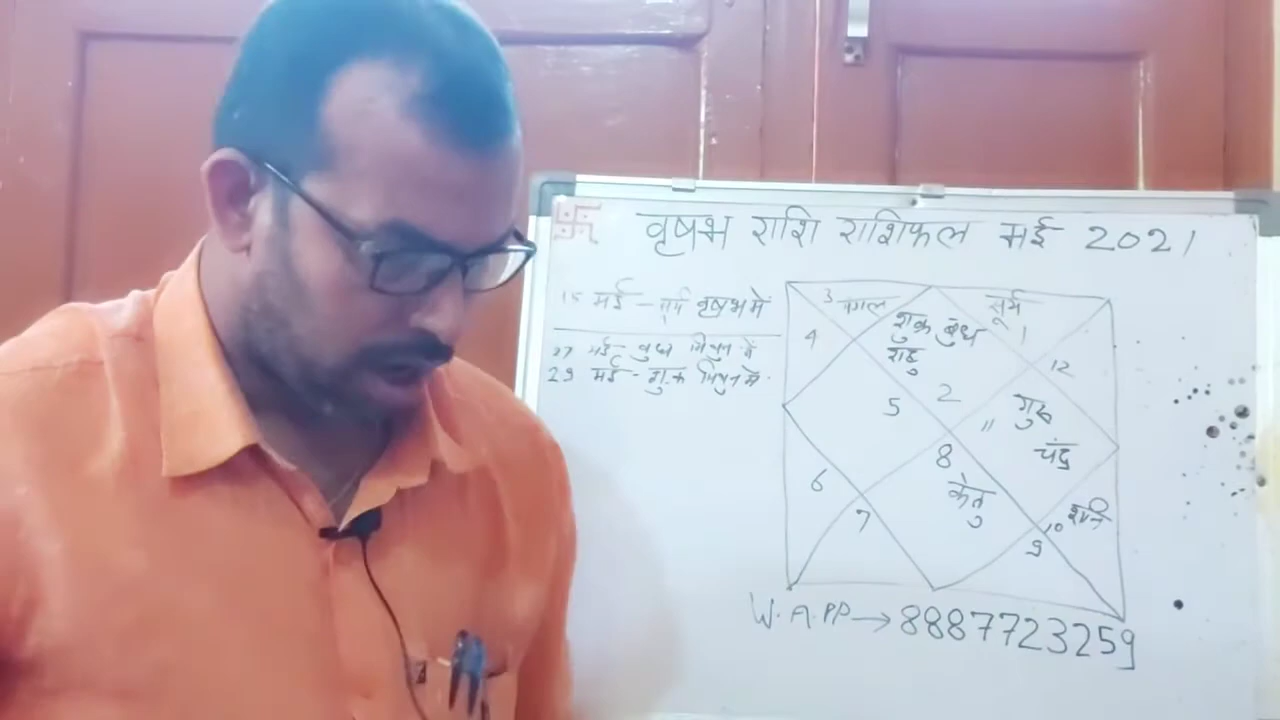 वृषभ राशि राशिफल मई 2021
15 मई - सूर्य वृषभ में
27 मई - बुध मिथुन में
29 मई - शुक्र मिथुन में
3 मंगल
सूर्य
शुक्र बुध
राहु
4
1
12
2
5
11
गुरु
चंद्र
8
केतु
6
7
10 शनि
9
W.A.PP → 8887723259